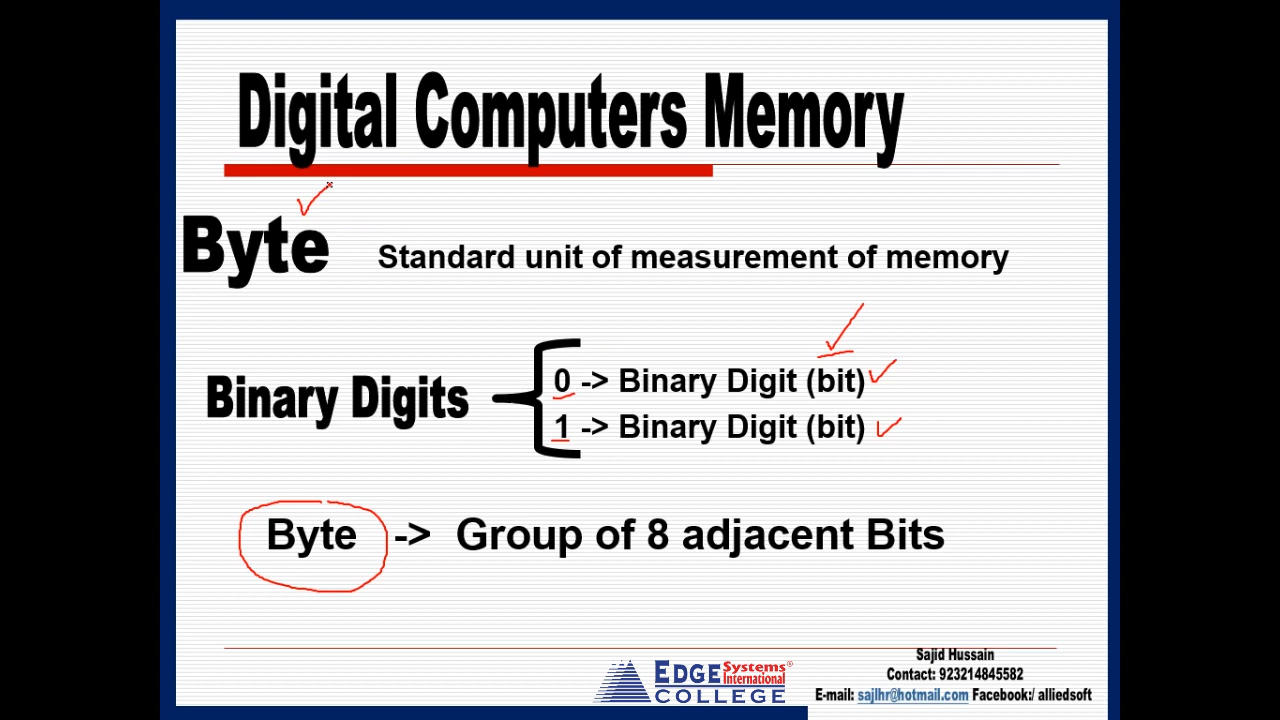 Digital Computers Memory
Byte Standard unit of measurement of memory
0 -> Binary Digit (bit)
Binary Digits
1 -> Binary Digit (bit)
Byte -> Group of 8 adjacent Bits
EDGE Systems International ®
COLLEGE
Sajid Hussain
Contact: 923214845582
E-mail: sajlhr@hotmail.com Facebook:/ alliedsoft